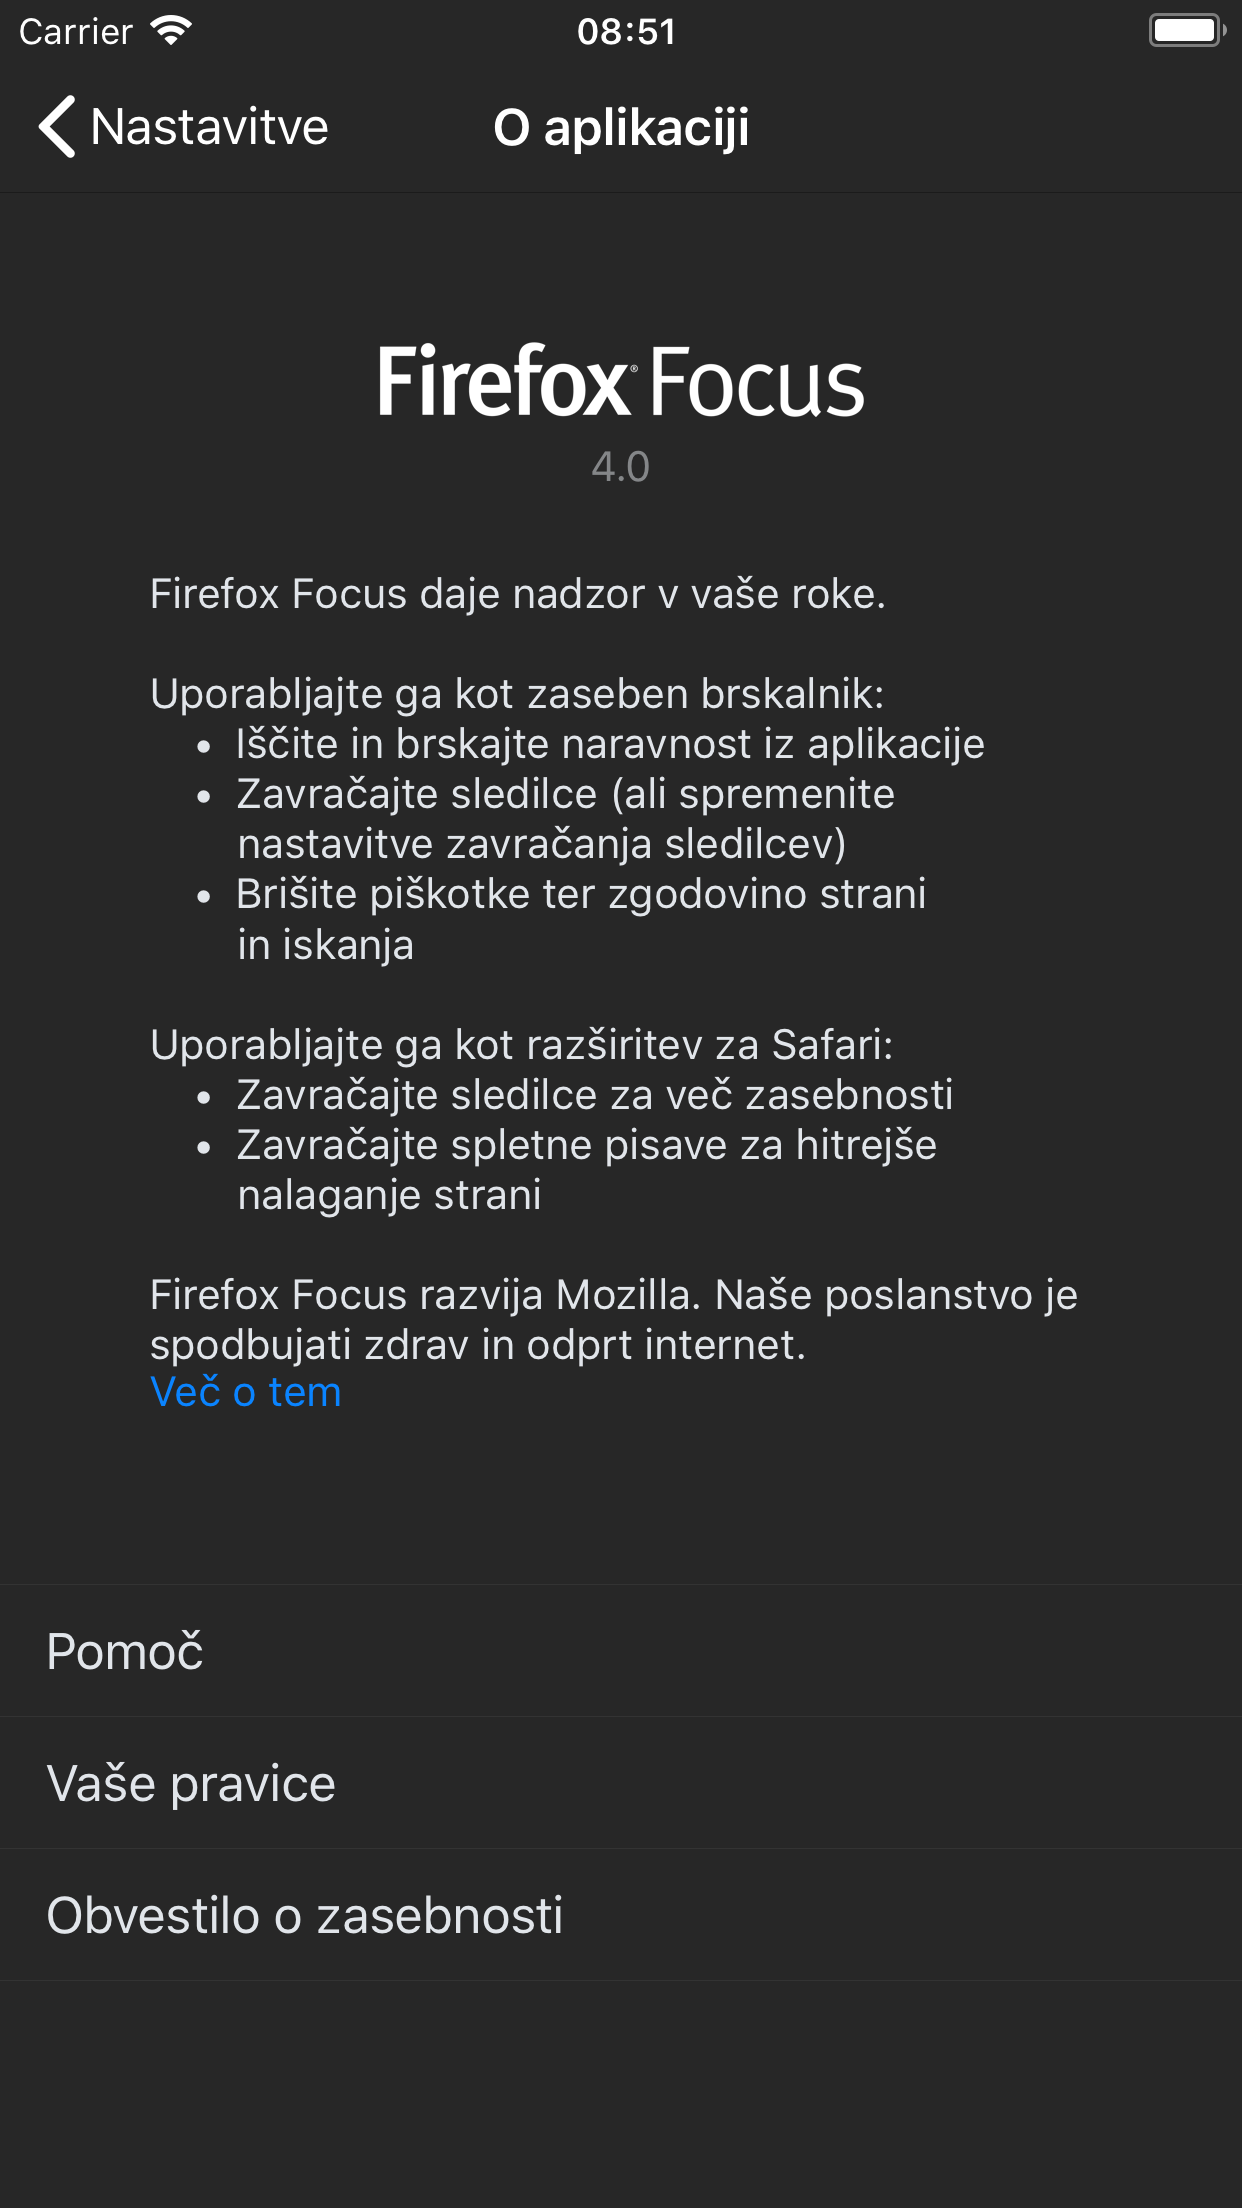 Carrier 08:51
Nastavitve O aplikaciji
Firefox® Focus
4.0
Firefox Focus daje nadzor v vaše roke.
Uporabljajte ga kot zaseben brskalnik:
• Iščite in brskajte naravnost iz aplikacije
• Zavračajte sledilce (ali spremenite
nastavitve zavračanja sledilcev)
• Brišite piškotke ter zgodovino strani
in iskanja
Uporabljajte ga kot razširitev za Safari:
• Zavračajte sledilce za več zasebnosti
• Zavračajte spletne pisave za hitrejše
nalaganje strani
Firefox Focus razvija Mozilla. Naše poslanstvo je
spodbujati zdrav in odprt internet.
Več o tem
Pomoč
Vaše pravice
Obvestilo o zasebnosti